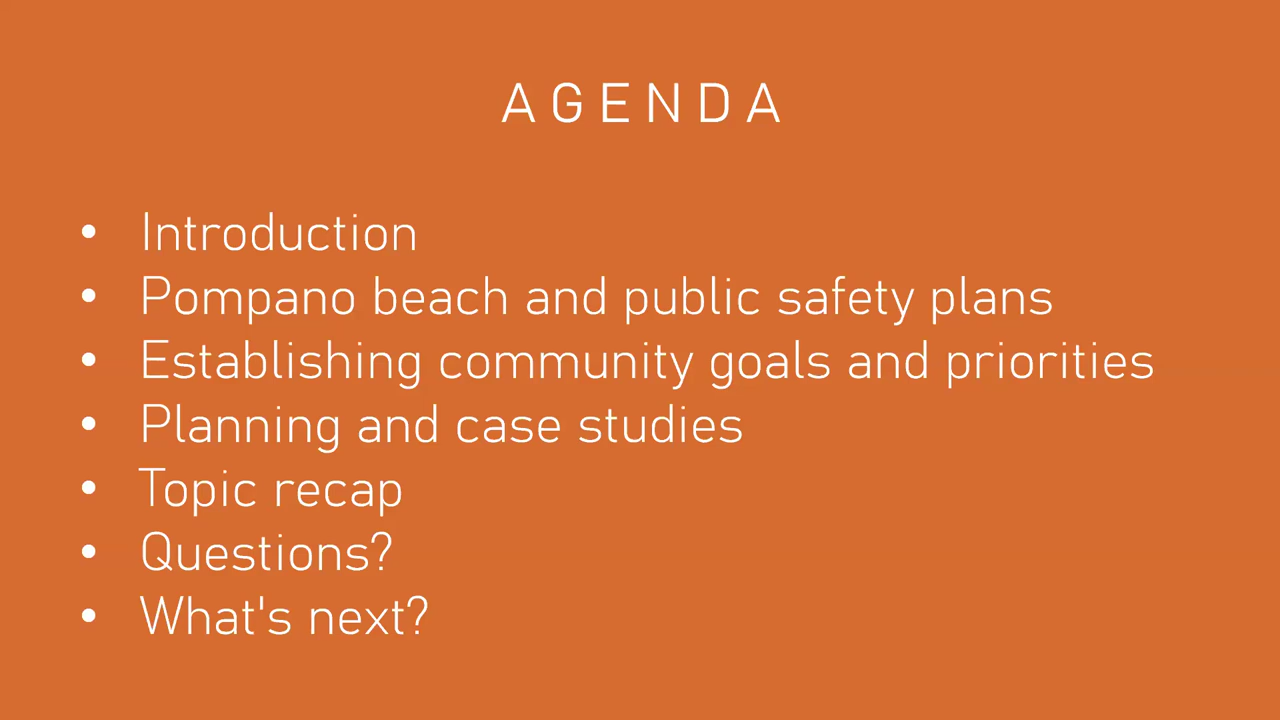 AGENDA
• Introduction
• Pompano beach and public safety plans
• Establishing community goals and priorities
• Planning and case studies
• Topic recap
• Questions?
• What's next?